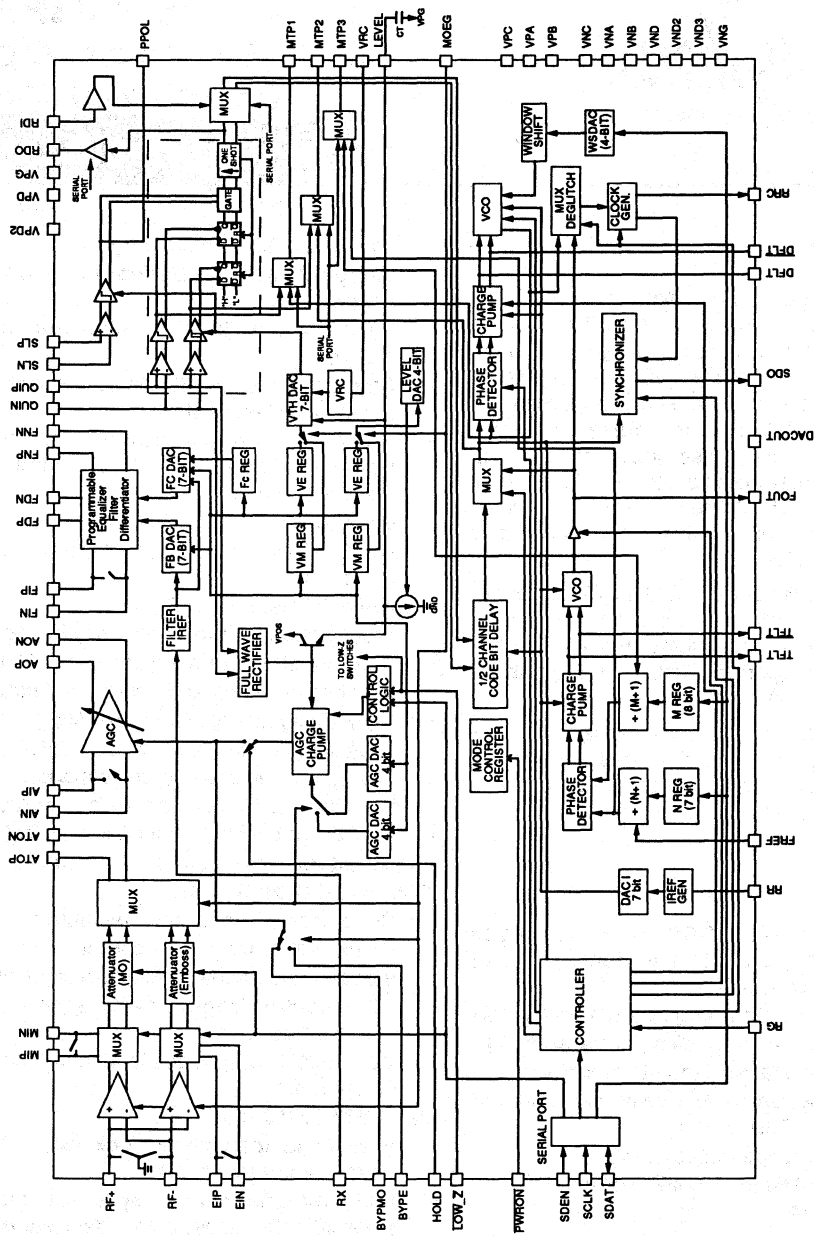 PPOL
MTP1
MTP2
MTP3
VRC
LEVEL
CT
VPG
MOEG
VPC
VPA
VPB
VNC
VNA
VNB
VND
VND2
VND3
VNG
RDI
RDO
VPG
VPD
VPD2
SLP
SLN
QUIP
QUIN
FNN
FNP
FDN
FDP
FIP
FIN
AON
AOP
AIP
AIN
ATON
ATOP
MIN
MIP
RF+
RF-
EIP
EIN
RX
BYPMO
BYPE
HOLD
LOW_Z
PWRON
SDEN
SCLK
SDAT
RRC
DFLT
DFLT
SDO
DACOUT
FOUT
TFLT
TFLT
FREF
RR
RG
SERIAL
PORT
MUX
ONE
SHOT
SERIAL PORT
GATE
"H"
"L"
MUX
MUX
MUX
SERIAL
PORT
WINDOW
SHIFT
WSDAC
(4-BIT)
VCO
MUX
DEGLITCH
CLOCK
GEN.
CHARGE
PUMP
PHASE
DETECTOR
SYNCHRONIZER
MUX
VTH DAC
7-BIT
VRC
LEVEL
DAC 4-BIT
VE REG
VE REG
VM REG
VM REG
GND
Programmable
Equalizer
Filter
Differentiator
FC DAC
(7-BIT)
Fc REG
FB DAC
(7-BIT)
FILTER
IREF
FULL WAVE
RECTIFIER
VPOS
TO LOW-Z
SWITCHES
CONTROL
LOGIC
AGC
AGC
CHARGE
PUMP
AGC DAC
4 bit
AGC DAC
4 bit
1/2 CHANNEL
CODE BIT DELAY
MODE
CONTROL
REGISTER
VCO
CHARGE
PUMP
PHASE
DETECTOR
÷ (M+1)
M REG
(8 bit)
÷ (N+1)
N REG
(7 bit)
DAC I
7 bit
IREF
GEN
CONTROLLER
SERIAL PORT
MUX
Attenuator
(MO)
Attenuator
(Emboss)
MUX
MUX